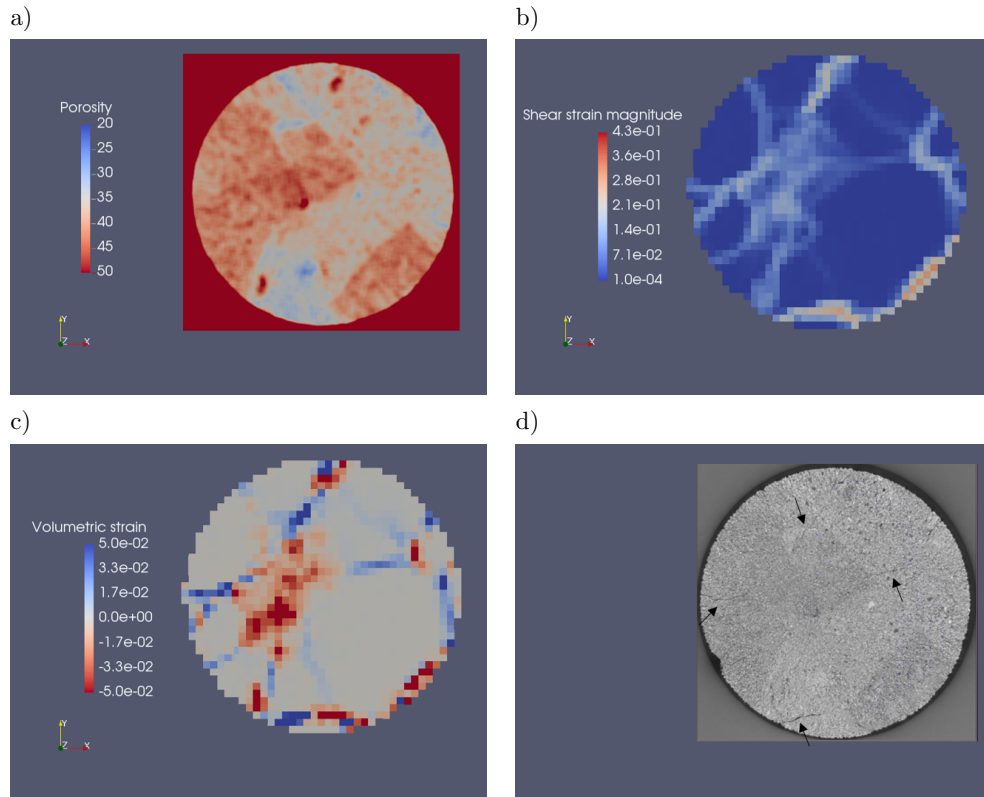 a)
Porosity
20
25
30
35
40
45
50
Y
Z
X
b)
Shear strain magnitude
4.3e-01
3.6e-01
2.8e-01
2.1e-01
1.4e-01
7.1e-02
1.0e-04
Y
Z
X
c)
Volumetric strain
5.0e-02
3.3e-02
1.7e-02
0.0e+00
-1.7e-02
-3.3e-02
-5.0e-02
Y
Z
X
d)